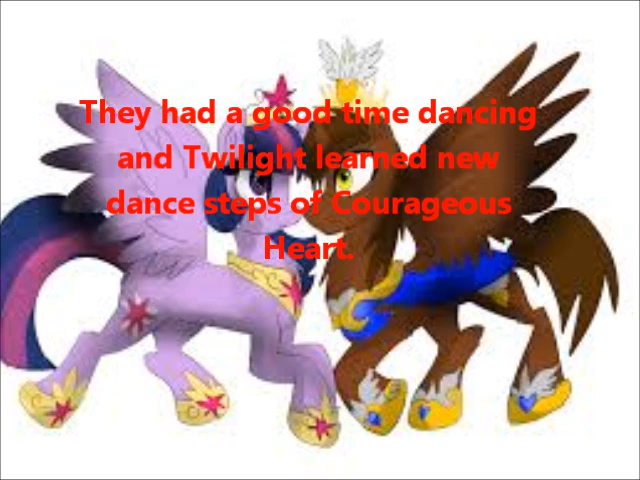 They had a good time dancing
and Twilight learned new
dance steps of Courageous
Heart.